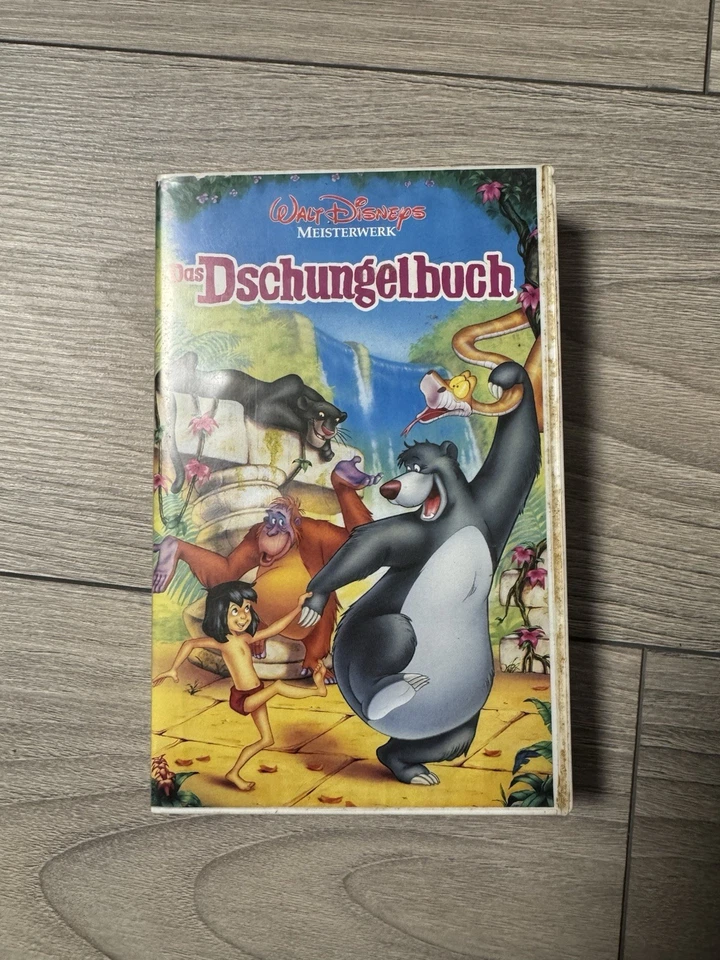 Walt Disneys
MEISTERWERK
Das Dschungelbuch